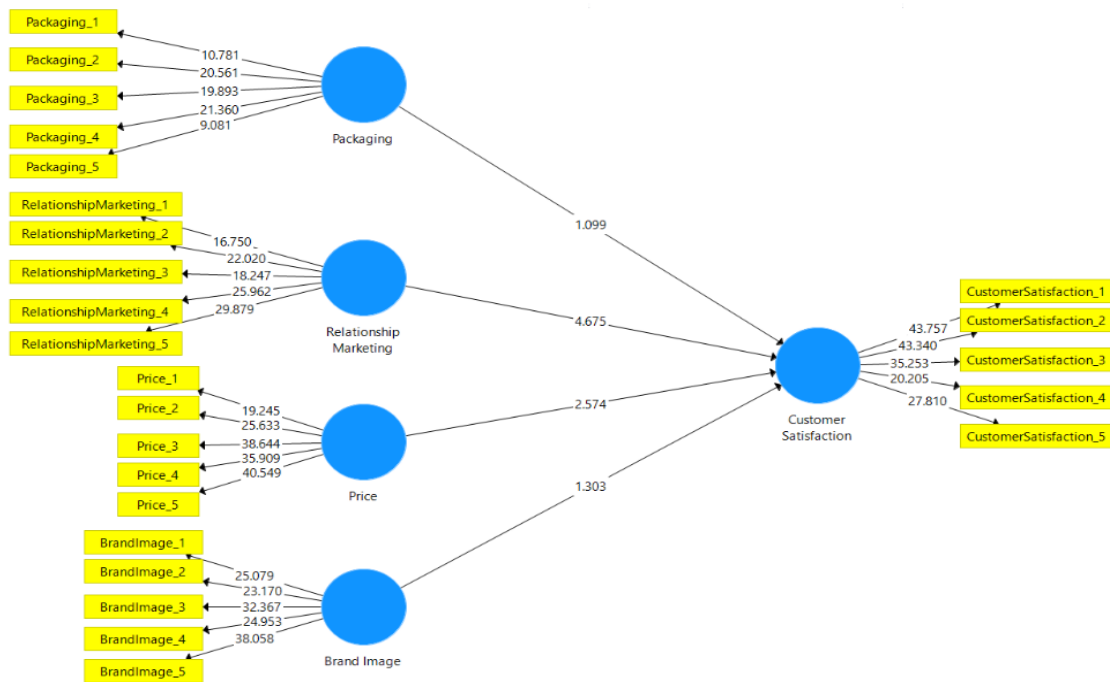 Packaging_1
Packaging_2
Packaging_3
Packaging_4
Packaging_5
10.781
20.561
19.893
21.360
9.081
Packaging
1.099
RelationshipMarketing_1
RelationshipMarketing_2
RelationshipMarketing_3
RelationshipMarketing_4
RelationshipMarketing_5
16.750
22.020
18.247
25.962
29.879
Relationship
Marketing
4.675
Price_1
Price_2
Price_3
Price_4
Price_5
19.245
25.633
38.644
35.909
40.549
Price
2.574
BrandImage_1
BrandImage_2
BrandImage_3
BrandImage_4
BrandImage_5
25.079
23.170
32.367
24.953
38.058
Brand Image
1.303
Customer
Satisfaction
43.757
43.340
35.253
20.205
27.810
CustomerSatisfaction_1
CustomerSatisfaction_2
CustomerSatisfaction_3
CustomerSatisfaction_4
CustomerSatisfaction_5